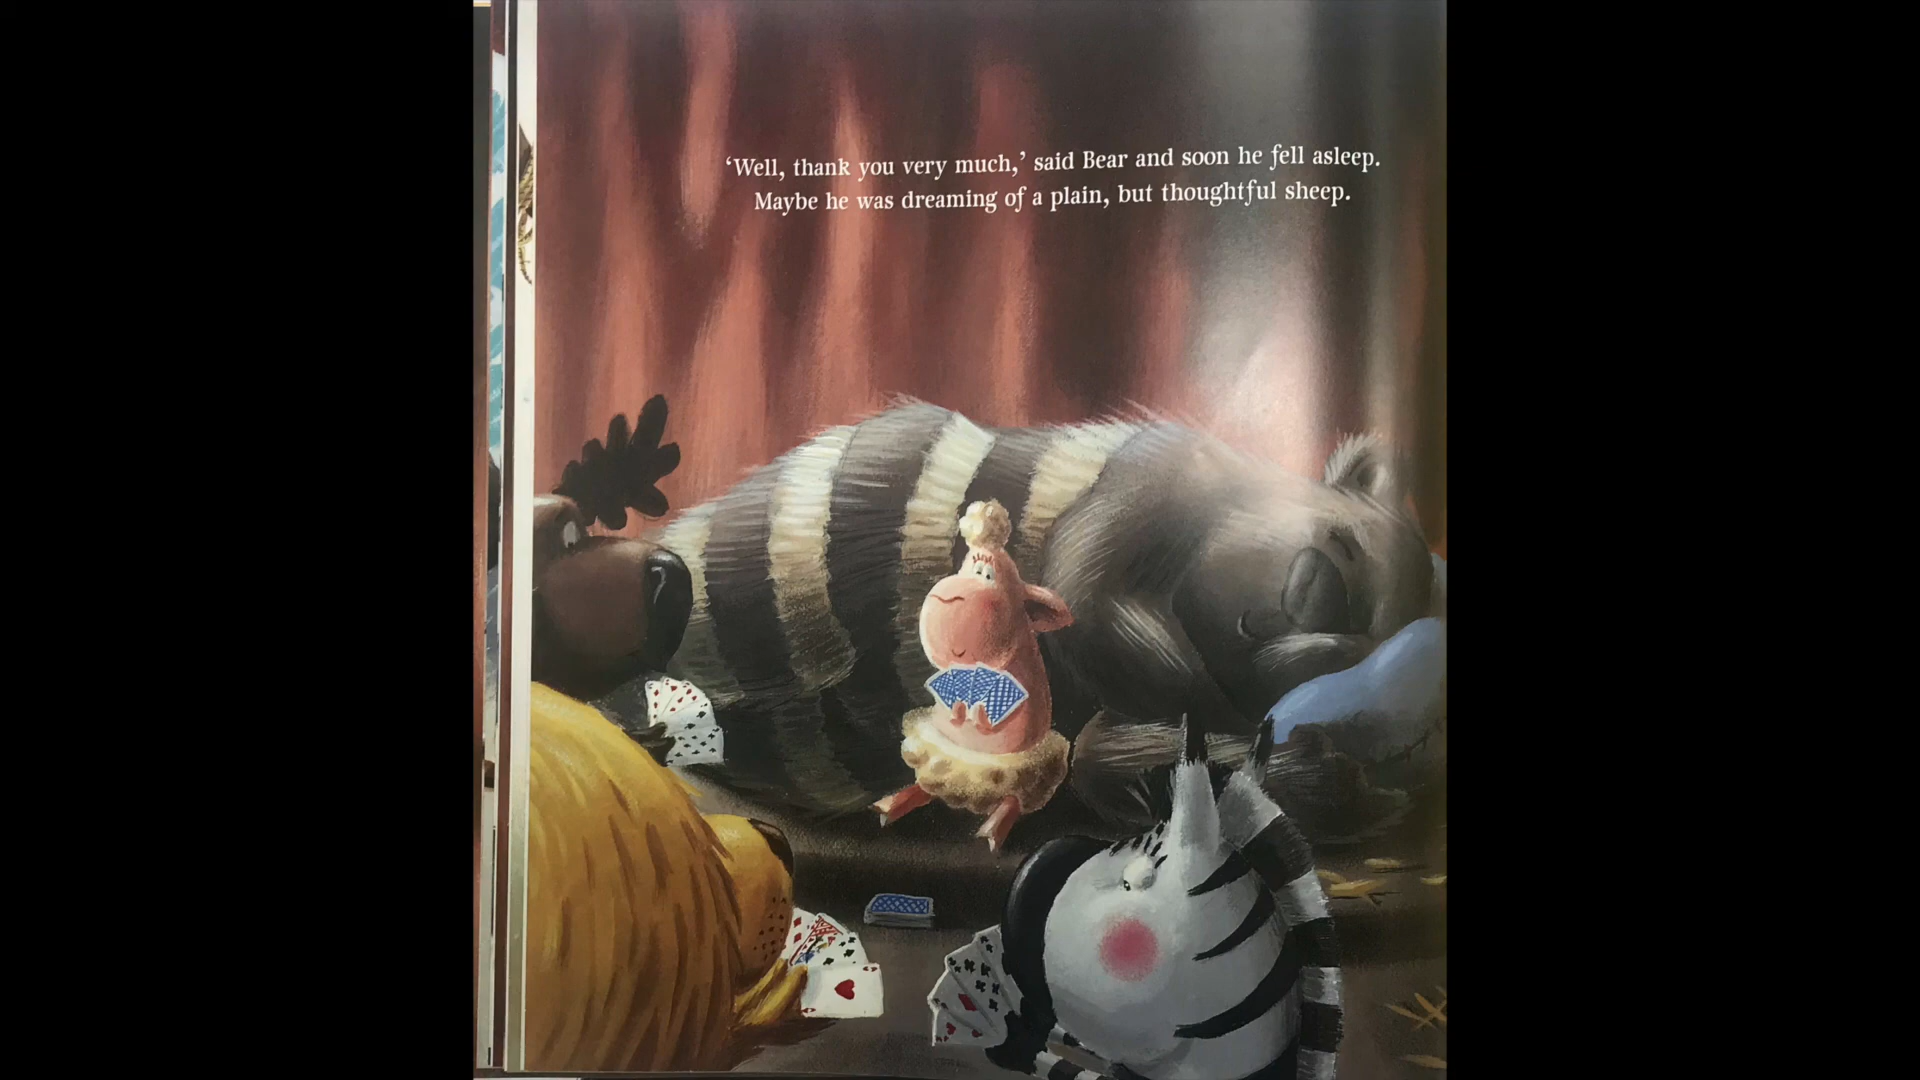 ‘Well, thank you very much,’ said Bear and soon he fell asleep.
Maybe he was dreaming of a plain, but thoughtful sheep.